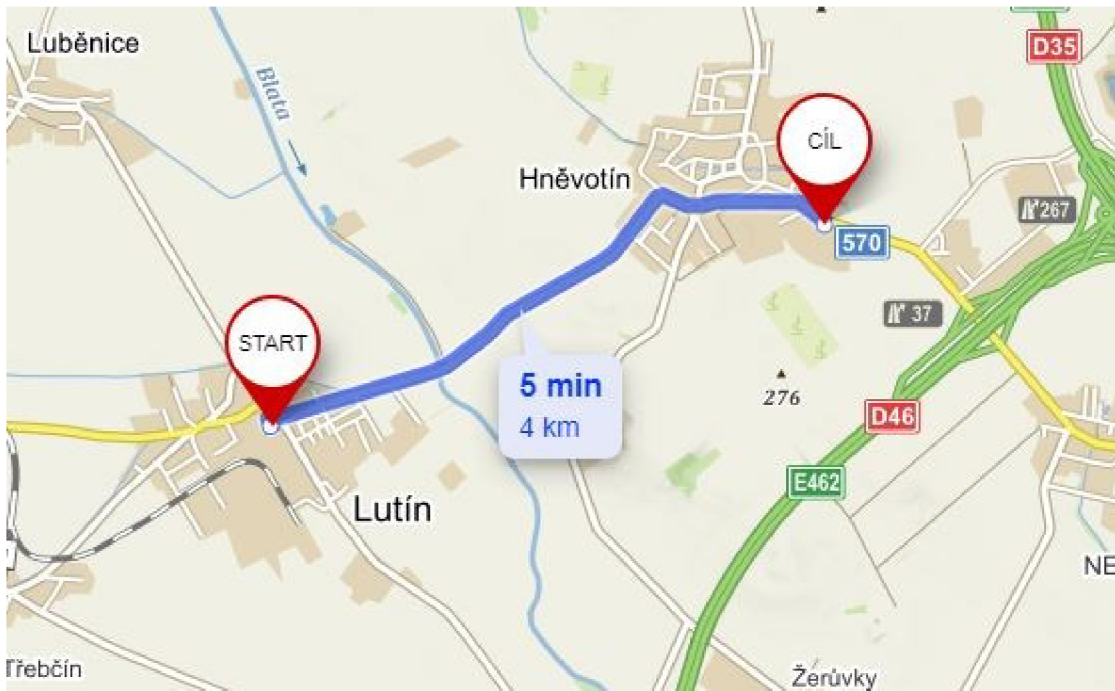 D35
Luběnice
Blata
CÍL
Hněvotín
267
570
37
START
5 min
4 km
276
D46
E462
Lutín
NE
Třebčín
Žerůvky